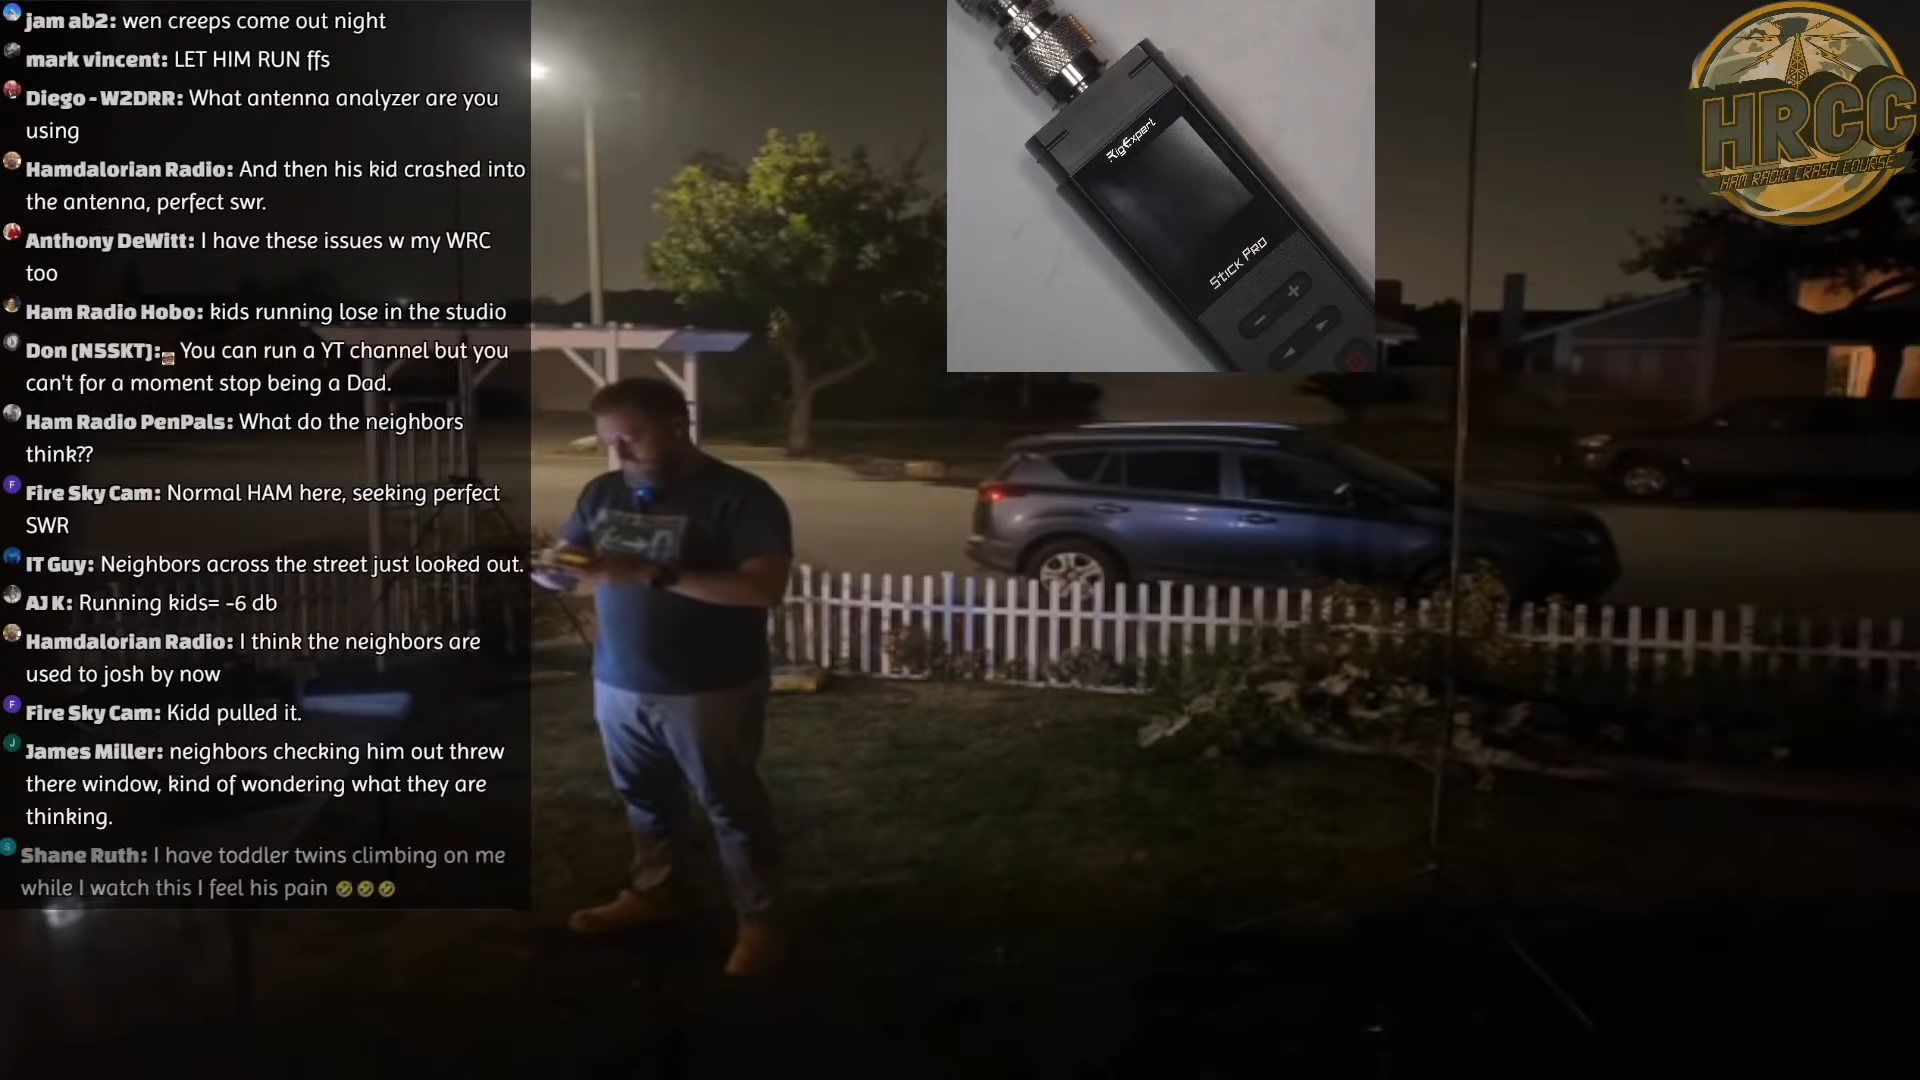 jam ab2: wen creeps come out night
mark vincent: LET HIM RUN ffs
Diego - W2DRR: What antenna analyzer are you
using
Hamdalorian Radio: And then his kid crashed into
the antenna, perfect swr.
Anthony DeWitt: I have these issues w my WRC
too
Ham Radio Hobo: kids running lose in the studio
Don (N5SKT): You can run a YT channel but you
can't for a moment stop being a Dad.
Ham Radio PenPals: What do the neighbors
think??
Fire Sky Cam: Normal HAM here, seeking perfect
SWR
IT Guy: Neighbors across the street just looked out.
AJ K: Running kids= -6 db
Hamdalorian Radio: I think the neighbors are
used to josh by now
Fire Sky Cam: Kidd pulled it.
James Miller: neighbors checking him out threw
there window, kind of wondering what they are
thinking.
Shane Ruth: I have toddler twins climbing on me
while I watch this I feel his pain 🤣🤣🤣
RigExpert
Stick Pro
HRCC
HAM RADIO CRASH COURSE